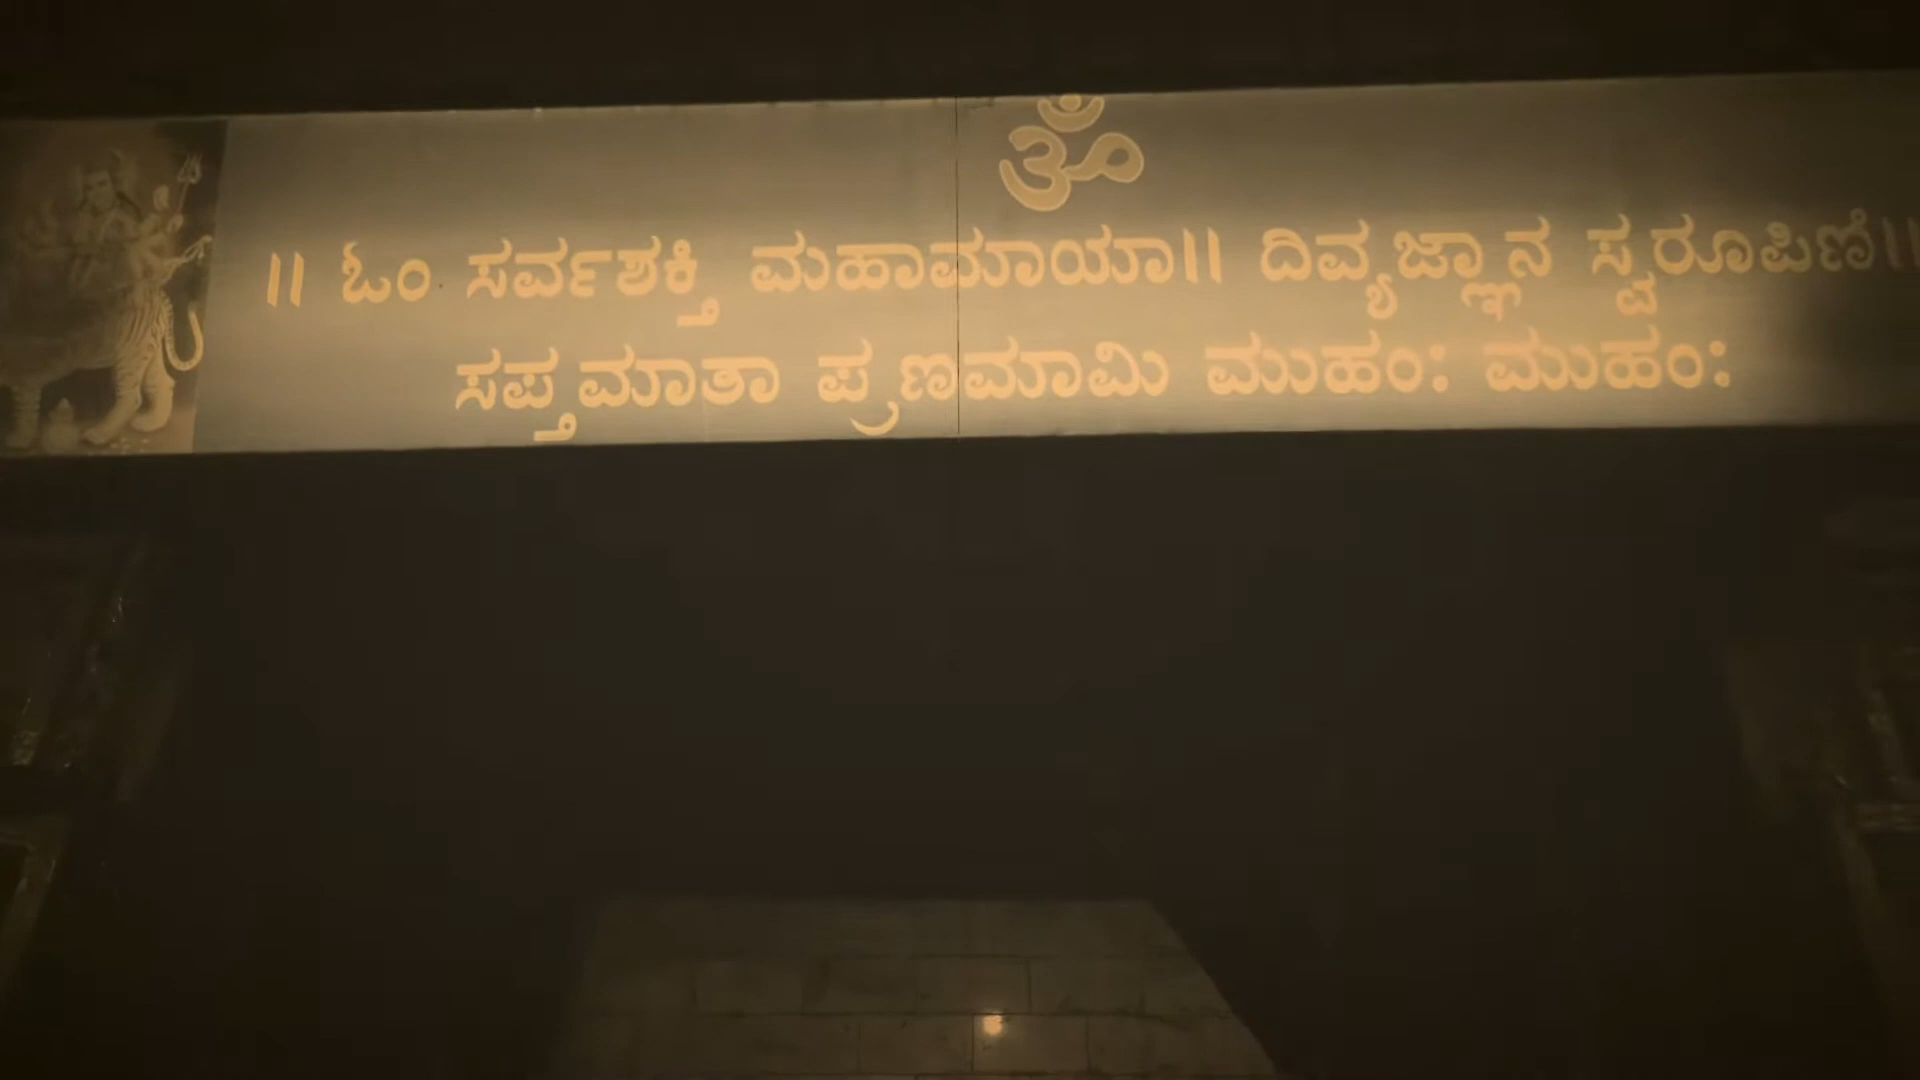 ॐ
॥ ಓಂ ಸರ್ವಶಕ್ತಿ ಮಹಾಮಾಯಾ॥ ದಿವ್ಯಜ್ಞಾನ ಸ್ವರೂಪಿಣಿ॥
ಸಪ್ತಮಾತಾ ಪ್ರಣಮಾಮಿ ಮುಹಂ: ಮುಹಂ: